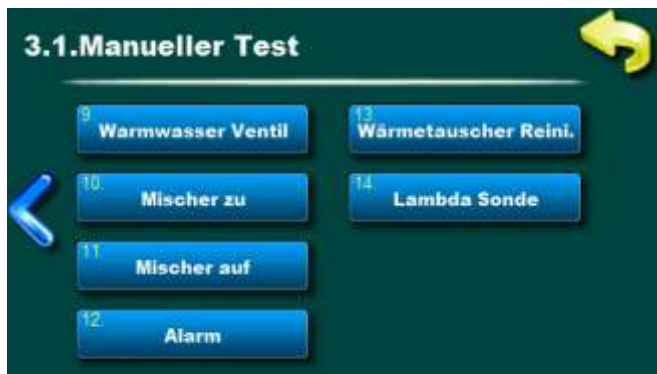 3.1.Manueller Test
9
Warmwasser Ventil
10.
Mischer zu
11
Mischer auf
12.
Alarm
13
Wärmetauscher Reini.
14.
Lambda Sonde